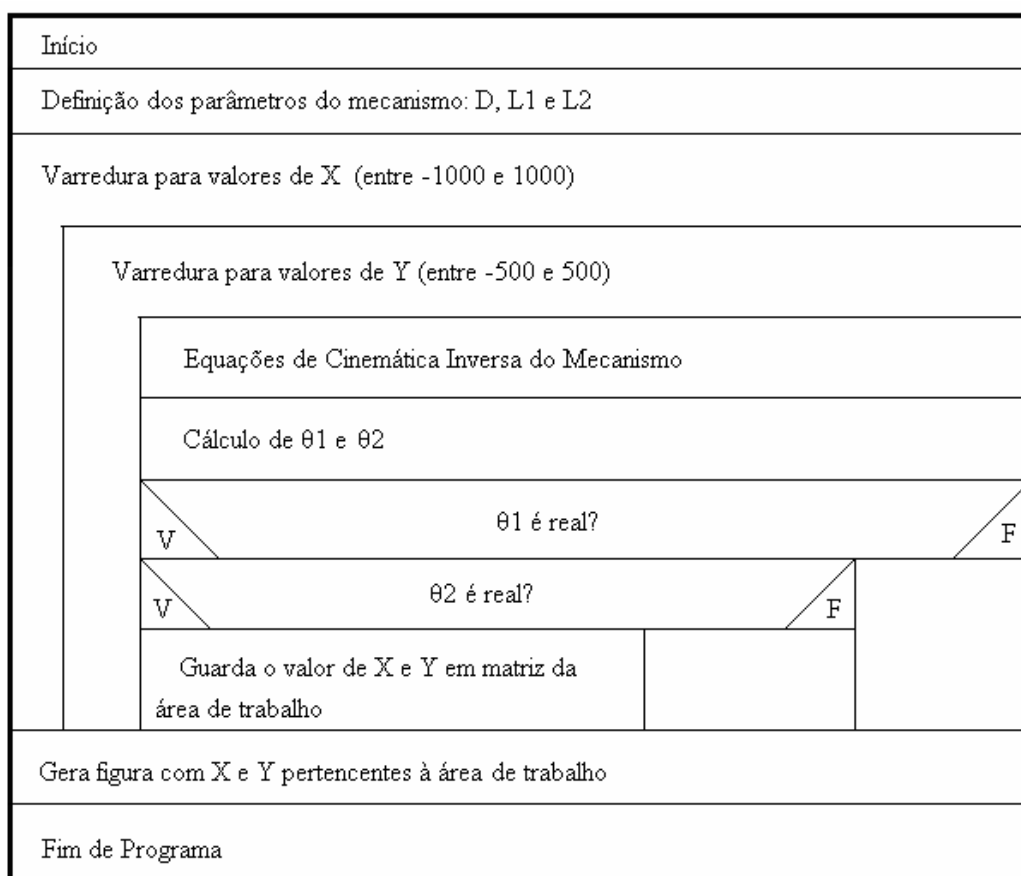 Início
Definição dos parâmetros do mecanismo: D, L1 e L2
Varredura para valores de X (entre -1000 e 1000)
Varredura para valores de Y (entre -500 e 500)
Equações de Cinemática Inversa do Mecanismo
Cálculo de θ1 e θ2
θ1 é real?
V
F
θ2 é real?
V
F
Guarda o valor de X e Y em matriz da
área de trabalho
Gera figura com X e Y pertencentes à área de trabalho
Fim de Programa